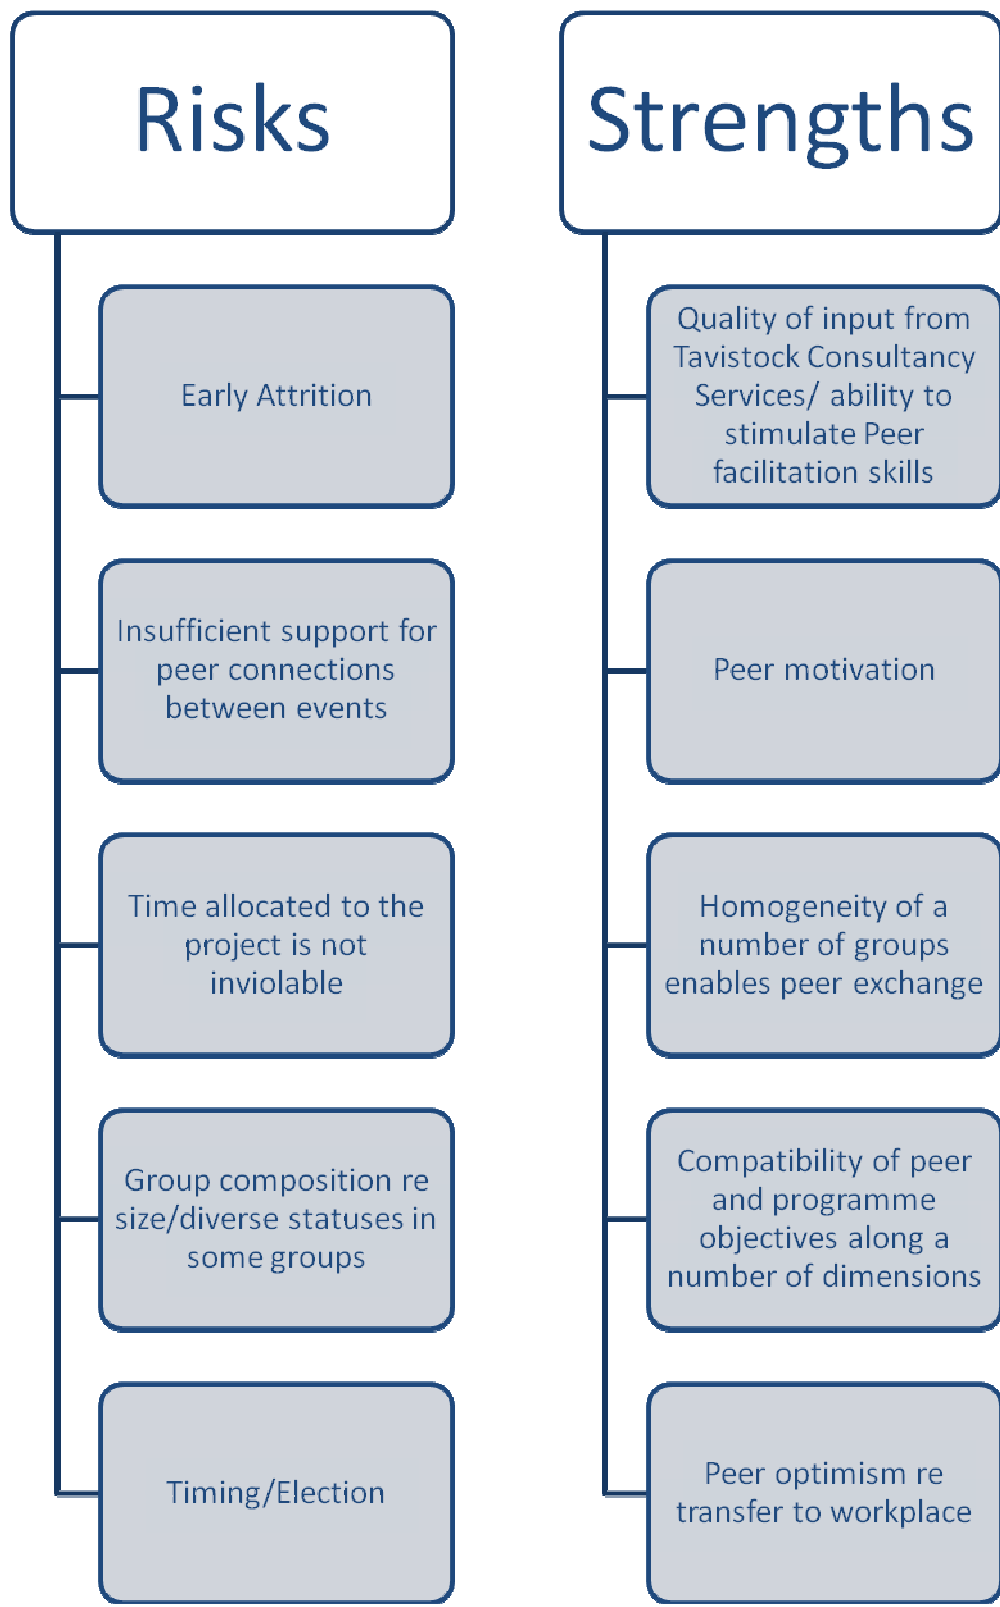 Risks
Early Attrition
Insufficient support for
peer connections
between events
Time allocated to the
project is not
inviolable
Group composition re
size/diverse statuses in
some groups
Timing/Election
Strengths
Quality of input from
Tavistock Consultancy
Services/ ability to
stimulate Peer
facilitation skills
Peer motivation
Homogeneity of a
number of groups
enables peer exchange
Compatibility of peer
and programme
objectives along a
number of dimensions
Peer optimism re
transfer to workplace